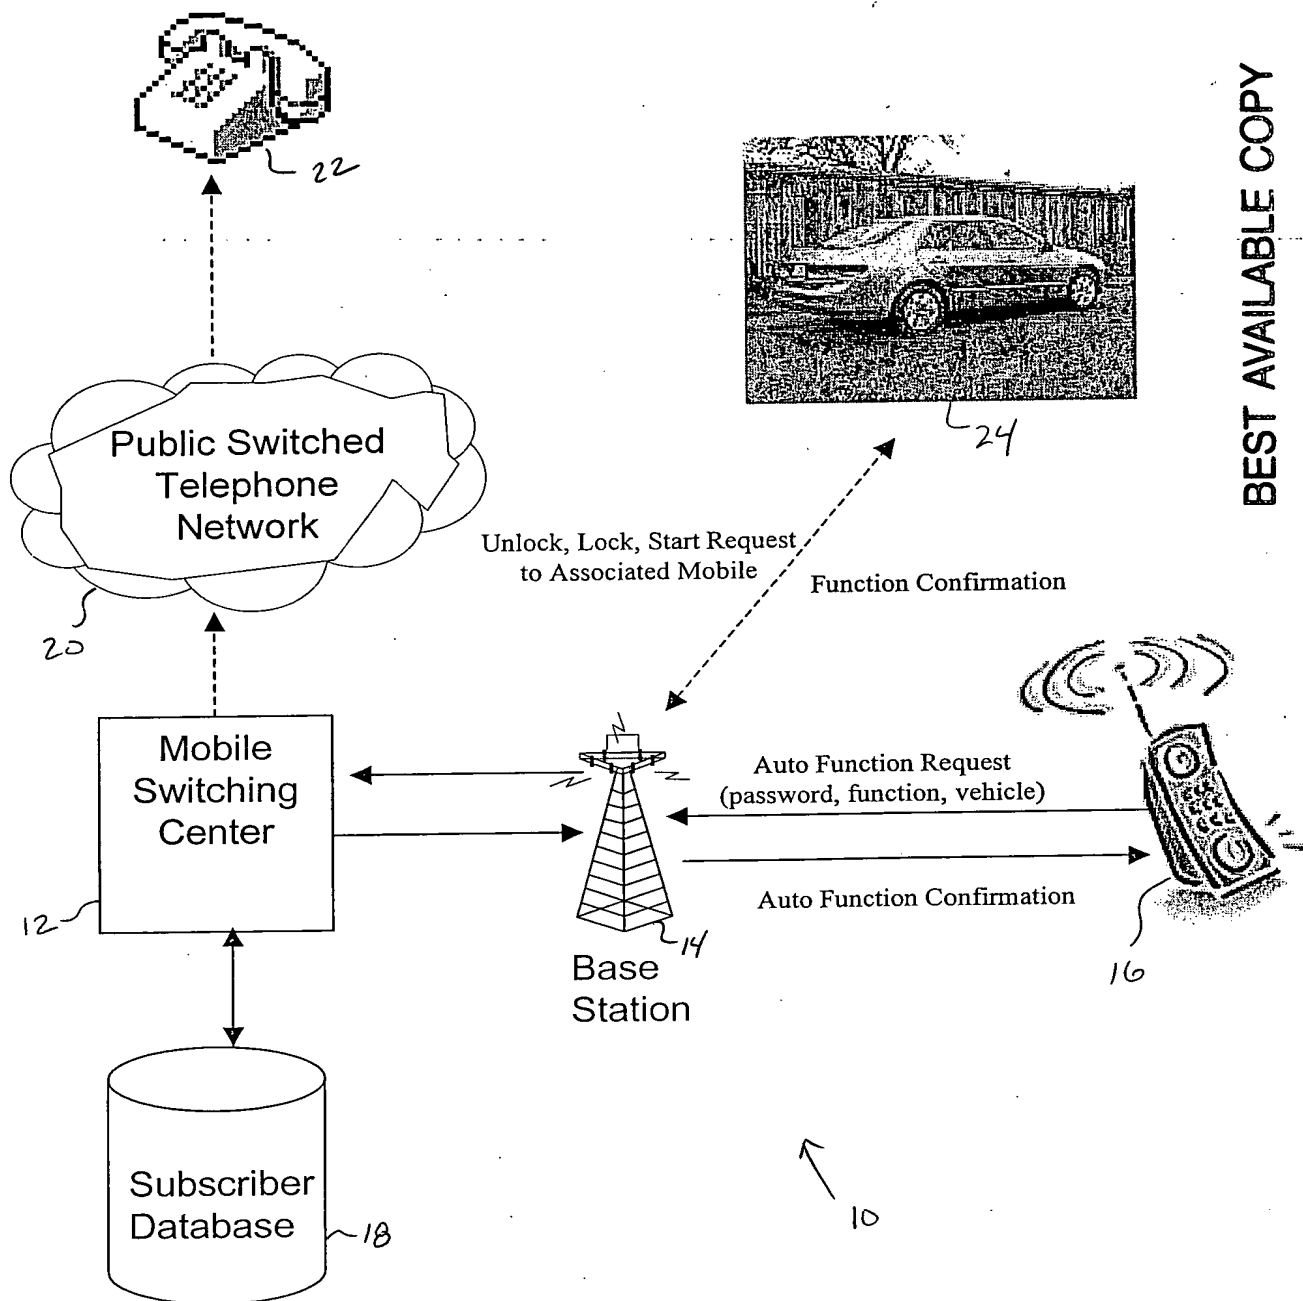 22
BEST AVAILABLE COPY
24
Public Switched
Telephone
Network
20
Unlock, Lock, Start Request
to Associated Mobile
Function Confirmation
Mobile
Switching
Center
12
Auto Function Request
(password, function, vehicle)
Auto Function Confirmation
14
16
Base
Station
Subscriber
Database
18
10